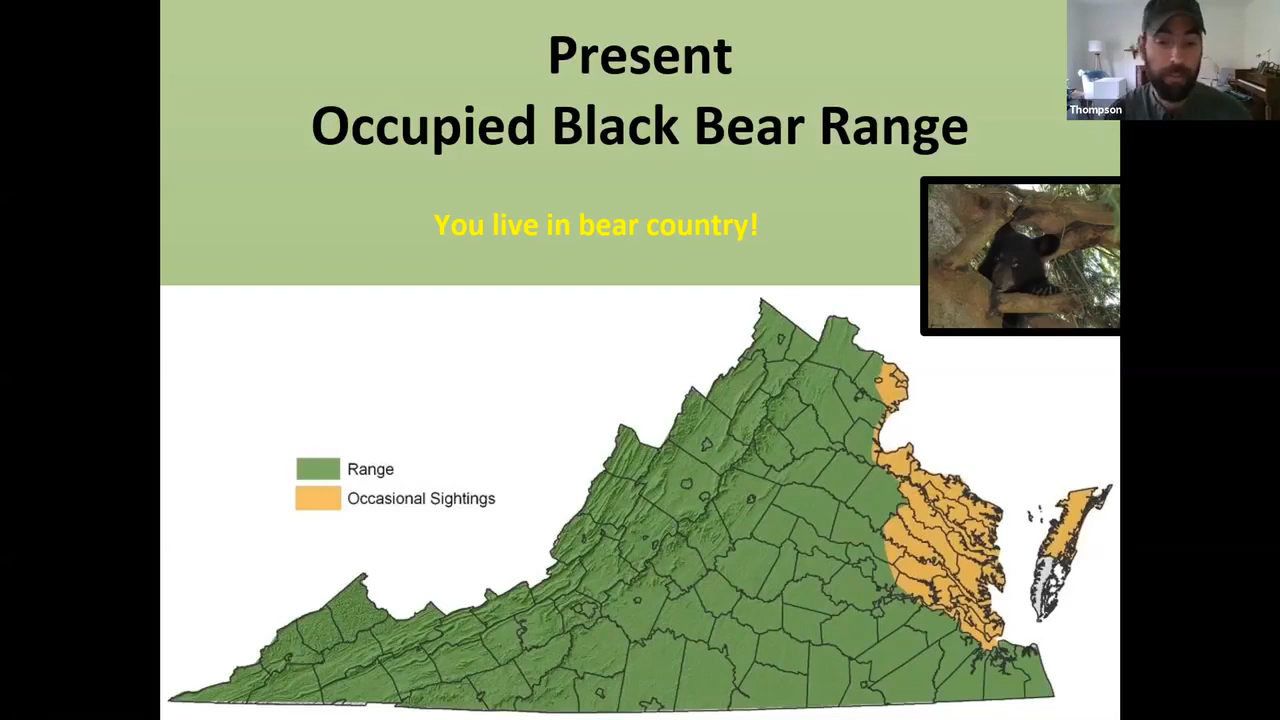 Present
Occupied Black Bear Range
Thompson
You live in bear country!
Range
Occasional Sightings